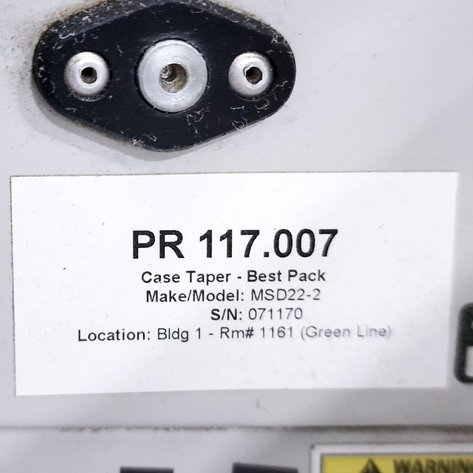 PR 117.007
Case Taper - Best Pack
Make/Model: MSD22-2
S/N: 071170
Location: Bldg 1 - Rm# 1161 (Green Line)
WARNING